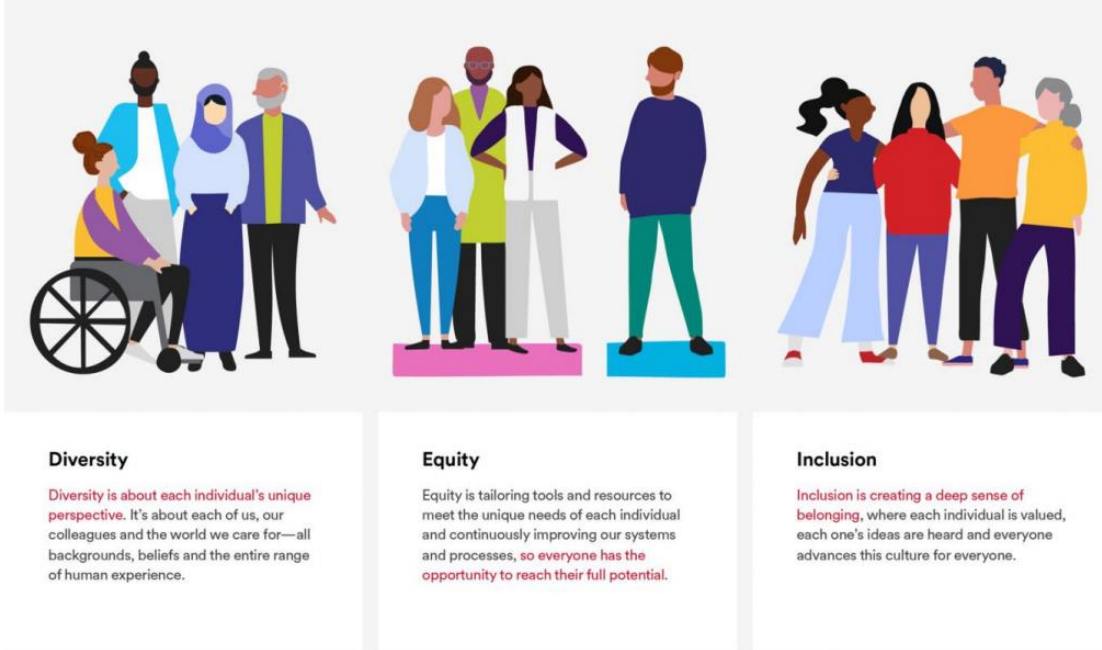 Diversity
Diversity is about each individual's unique
perspective. It's about each of us, our
colleagues and the world we care for—all
backgrounds, beliefs and the entire range
of human experience.
Equity
Equity is tailoring tools and resources to
meet the unique needs of each individual
and continuously improving our systems
and processes, so everyone has the
opportunity to reach their full potential.
Inclusion
Inclusion is creating a deep sense of
belonging, where each individual is valued,
each one's ideas are heard and everyone
advances this culture for everyone.